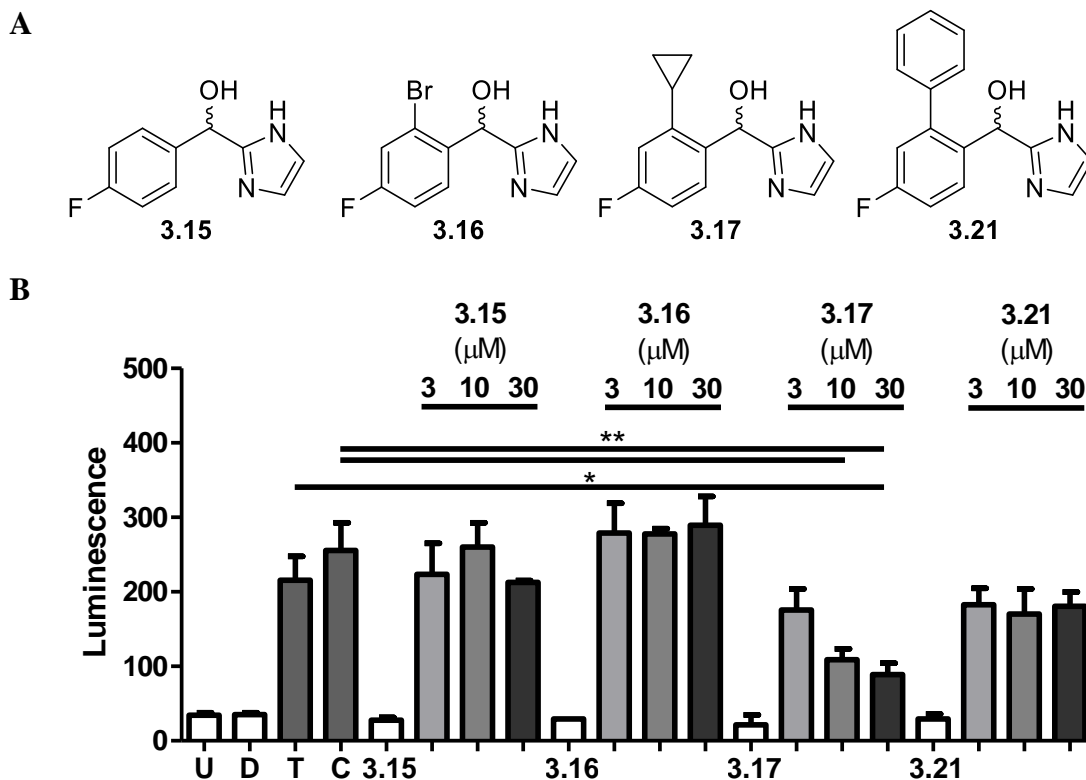 A
OH
H
N
N
F
3.15
Br
OH
H
N
N
F
3.16
OH
H
N
N
F
3.17
OH
H
N
N
F
3.21
B
3.15 3.16 3.17 3.21
(μM) (μM) (μM) (μM)
3 10 30 3 10 30 3 10 30 3 10 30
**
*
Luminescence
500
400
300
200
100
0
U D T C 3.15 3.16 3.17 3.21